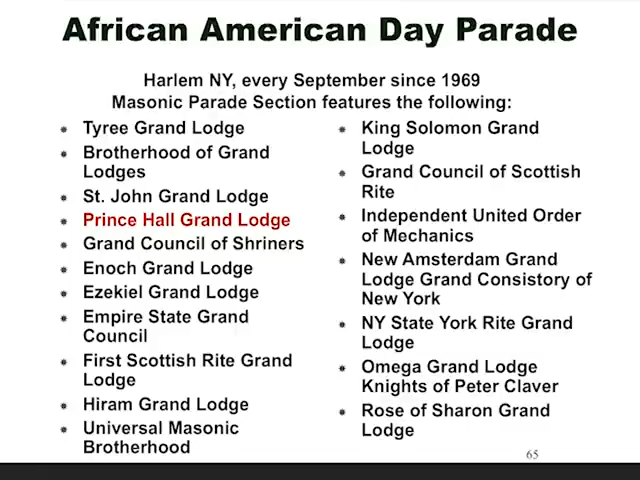 African American Day Parade
Harlem NY, every September since 1969
Masonic Parade Section features the following:
Tyree Grand Lodge
Brotherhood of Grand
Lodges
St. John Grand Lodge
Prince Hall Grand Lodge
Grand Council of Shriners
Enoch Grand Lodge
Ezekiel Grand Lodge
Empire State Grand
Council
First Scottish Rite Grand
Lodge
Hiram Grand Lodge
Universal Masonic
Brotherhood
King Solomon Grand
Lodge
Grand Council of Scottish
Rite
Independent United Order
of Mechanics
New Amsterdam Grand
Lodge Grand Consistory of
New York
NY State York Rite Grand
Lodge
Omega Grand Lodge
Knights of Peter Claver
Rose of Sharon Grand
Lodge
65